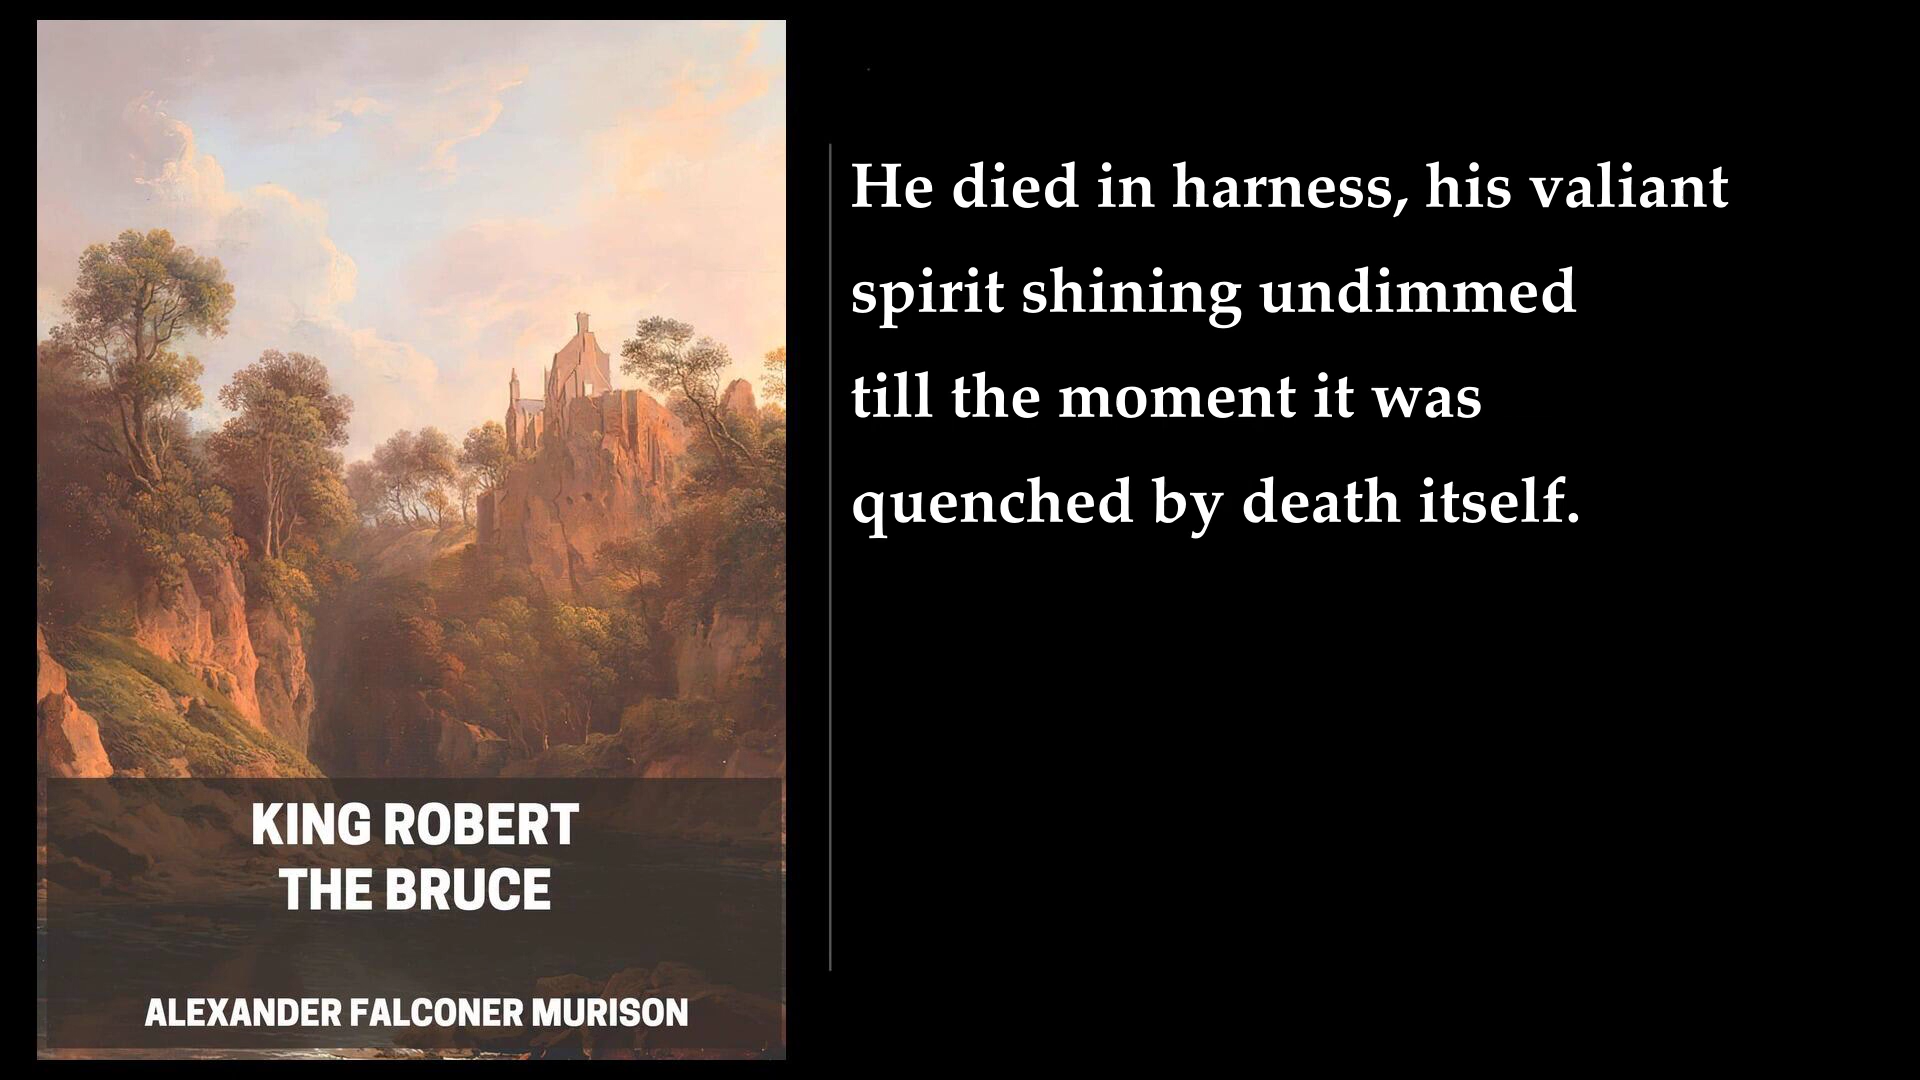 He died in harness, his valiant
spirit shining undimmed
till the moment it was
quenched by death itself.
KING ROBERT
THE BRUCE
ALEXANDER FALCONER MURISON